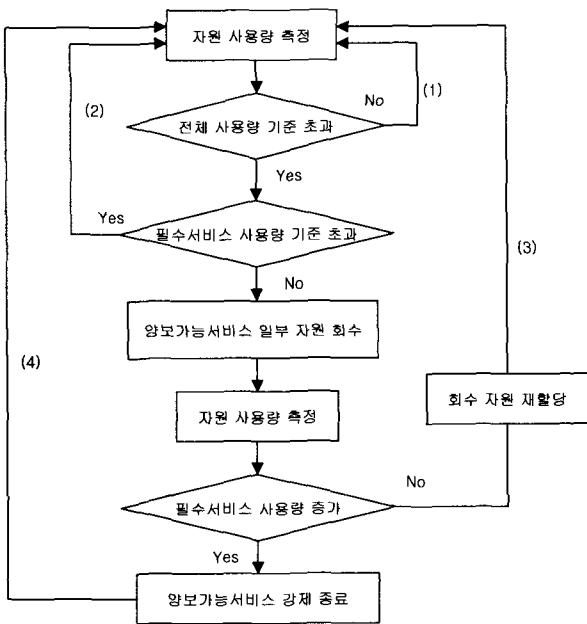 자원 사용량 측정
(1)
No
(2)
전체 사용량 기준 초과
Yes
Yes
필수서비스 사용량 기준 초과
(3)
No
양보가능서비스 일부 자원 회수
(4)
회수 자원 재할당
자원 사용량 측정
No
필수서비스 사용량 증가
Yes
양보가능서비스 강제 종료